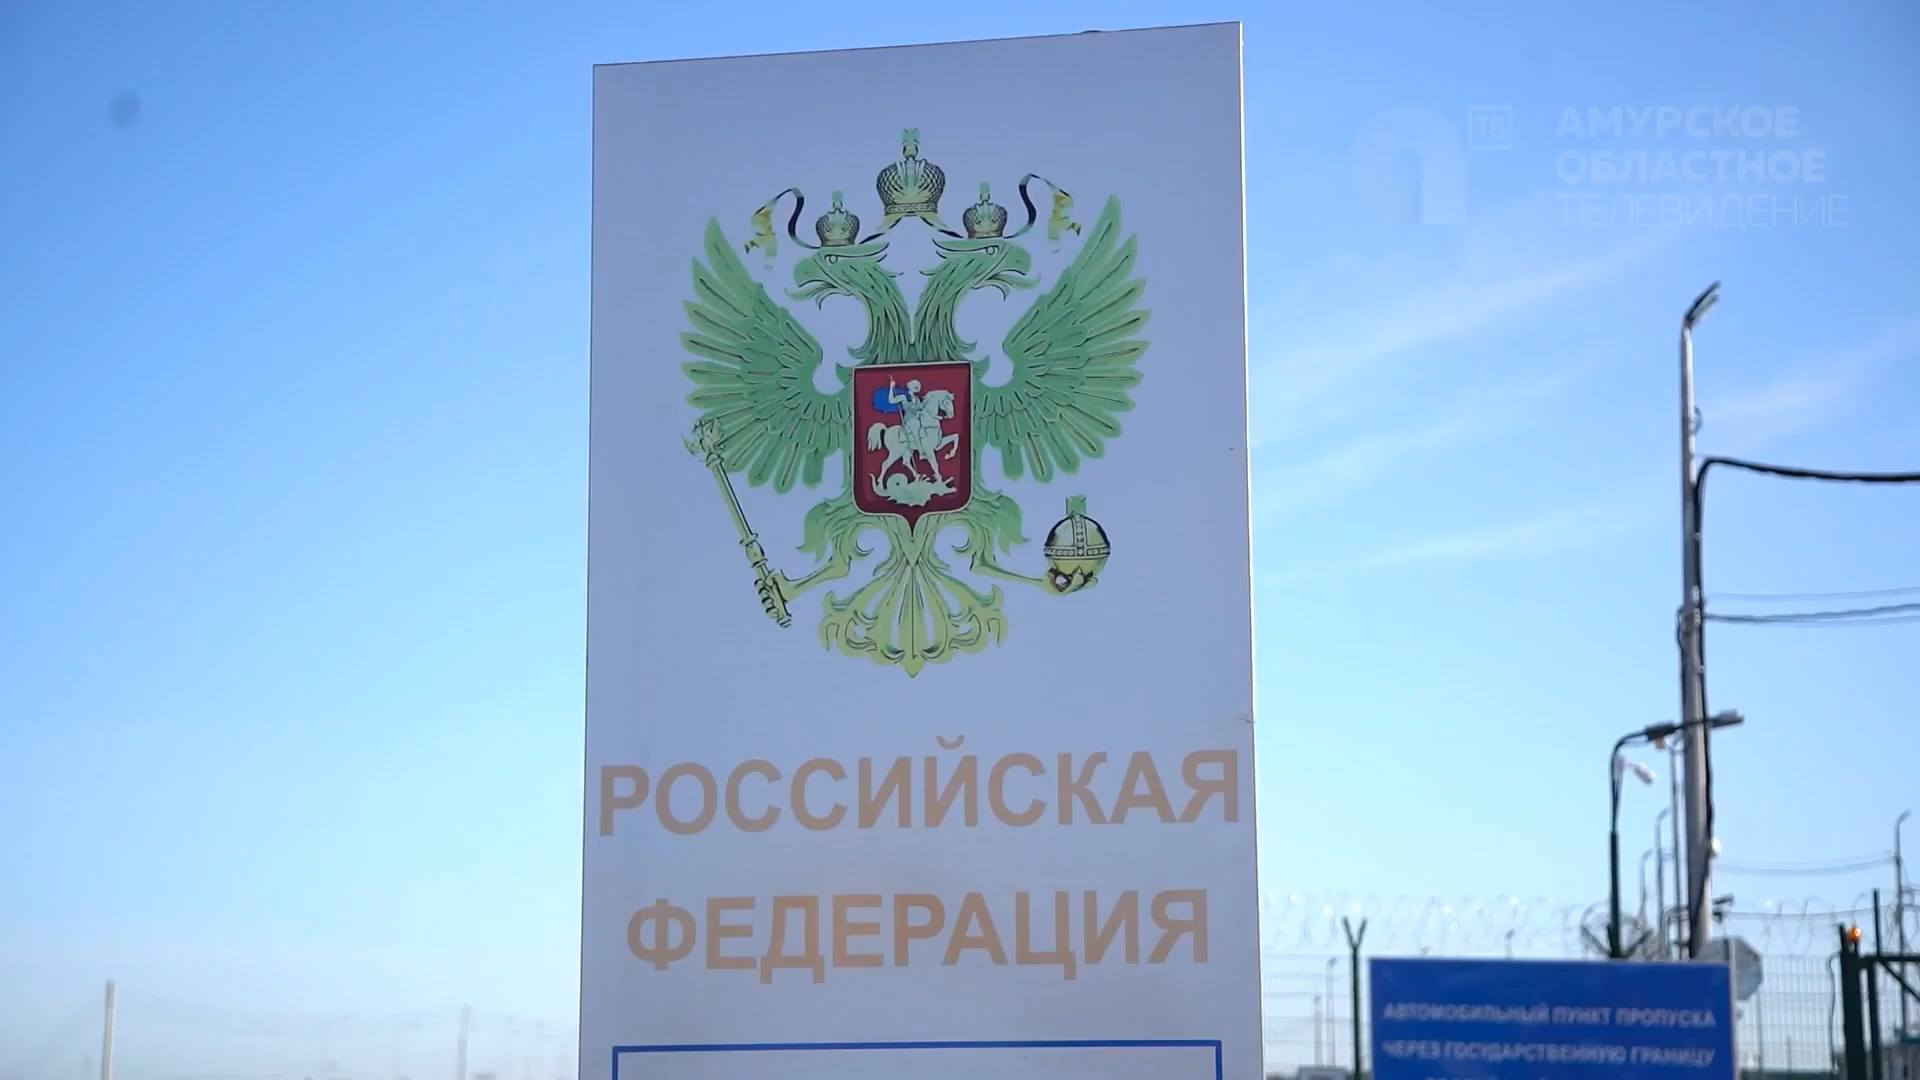 ТВ
АМУРСКОЕ
ОБЛАСТНОЕ
ТЕЛЕВИДЕНИЕ
РОССИЙСКАЯ
ФЕДЕРАЦИЯ
АВТОМОБИЛЬНЫЙ ПУНКТ ПРОПУСКА
ЧЕРЕЗ ГОСУДАРСТВЕННУЮ ГРАНИЦУ